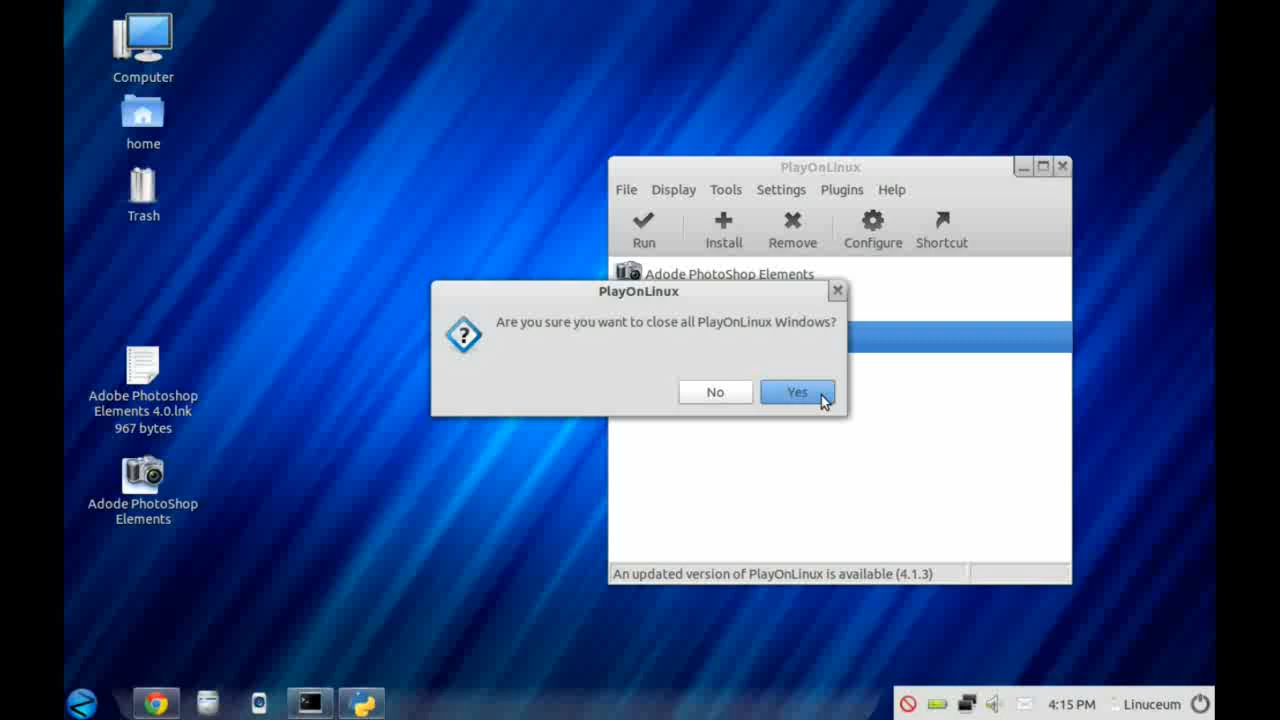 Computer
home
Trash
Adobe Photoshop
Elements 4.0.lnk
967 bytes
Adode PhotoShop
Elements
PlayOnLinux
File Display Tools Settings Plugins Help
Run Install Remove Configure Shortcut
Adode PhotoShop Elements
PlayOnLinux
Are you sure you want to close all PlayOnLinux Windows?
No Yes
An updated version of PlayOnLinux is available (4.1.3)
4:15 PM Linuceum